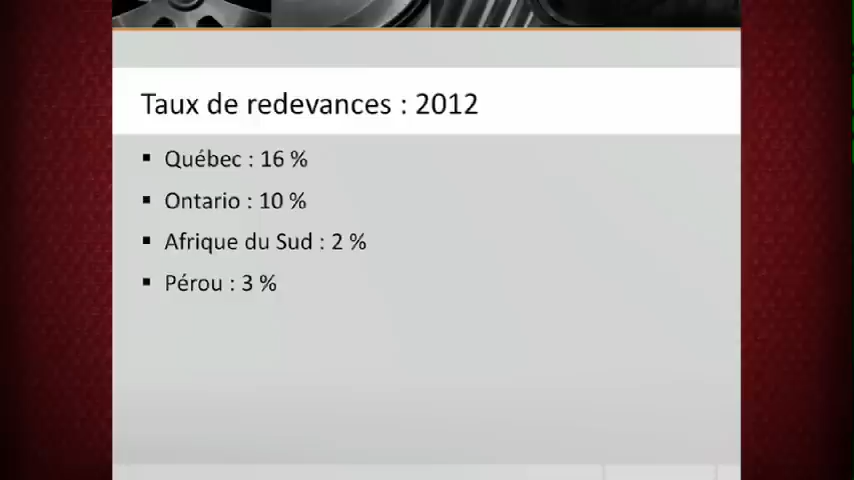 Taux de redevances : 2012
▪ Québec : 16 %
▪ Ontario : 10 %
▪ Afrique du Sud : 2 %
▪ Pérou : 3 %